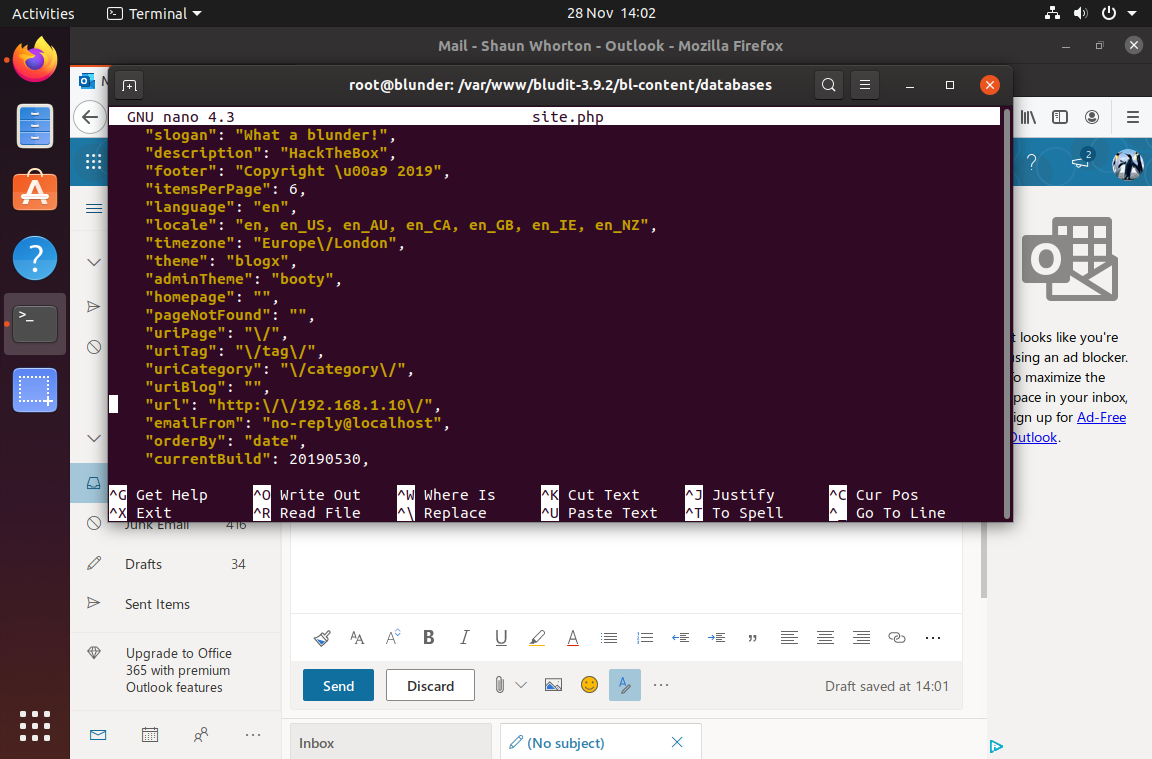 Activities
Terminal
28 Nov 14:02
Mail - Shaun Whorton - Outlook - Mozilla Firefox
root@blunder: /var/www/bludit-3.9.2/bl-content/databases
GNU nano 4.3 site.php
"slogan": "What a blunder!",
"description": "HackTheBox",
"footer": "Copyright \u00a9 2019",
"itemsPerPage": 6,
"language": "en",
"locale": "en, en_US, en_AU, en_CA, en_GB, en_IE, en_NZ",
"timezone": "Europe\/London",
"theme": "blogx",
"adminTheme": "booty",
"homepage": "",
"pageNotFound": "",
"uriPage": "\/",
"uriTag": "\/tag\/",
"uriCategory": "\/category\/",
"uriBlog": "",
"url": "http:\/\/192.168.1.10\/",
"emailFrom": "no-reply@localhost",
"orderBy": "date",
"currentBuild": 20190530,
^G Get Help ^O Write Out ^W Where Is ^K Cut Text ^J Justify ^C Cur Pos
^X Exit ^R Read File ^\ Replace ^U Paste Text ^T To Spell ^_ Go To Line
2
t looks like you're
sing an ad blocker.
o maximize the
pace in your inbox,
ign up for Ad-Free
Outlook.
Junk Email 416
Drafts 34
Sent Items
Upgrade to Office
365 with premium
Outlook features
Send
Discard
Draft saved at 14:01
Inbox
(No subject)